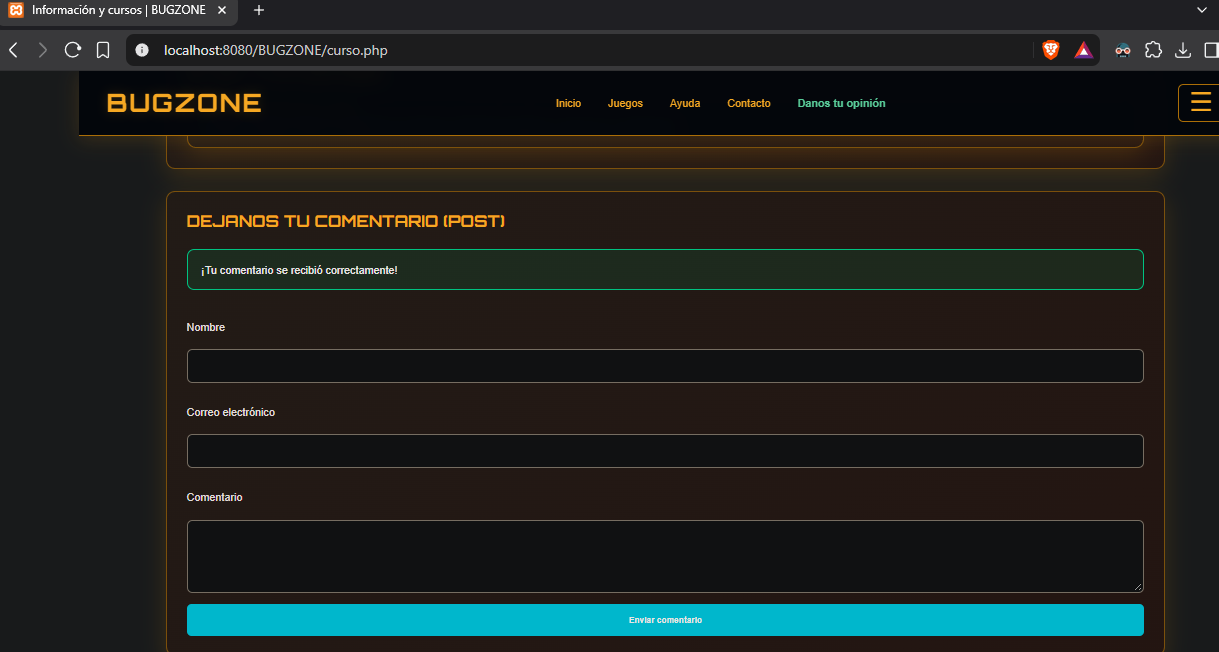 Información y cursos | BUGZONE
localhost:8080/BUGZONE/curso.php
BUGZONE
Inicio
Juegos
Ayuda
Contacto
Danos tu opinión
DEJANOS TU COMENTARIO (POST)
¡Tu comentario se recibió correctamente!
Nombre
Correo electrónico
Comentario
Enviar comentario